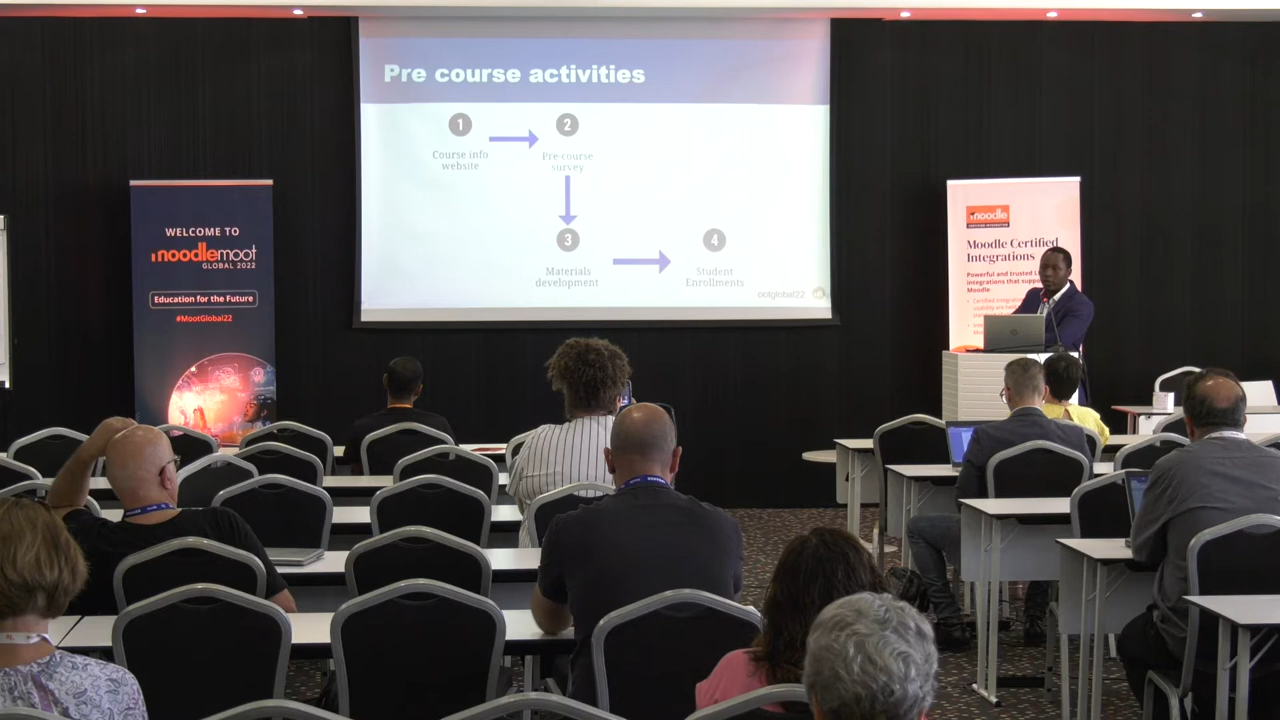 Pre course activities
1
Course info
website
2
Pre-course
survey
3
Materials
development
4
Student
Enrollments
ootglobal22
WELCOME TO
moodlemoot
GLOBAL 2022
Education for the Future
#MootGlobal22
moodle
CERTIFIED INTEGRATION
Moodle Certified
Integrations
Powerful and trusted
integrations that
Moodle